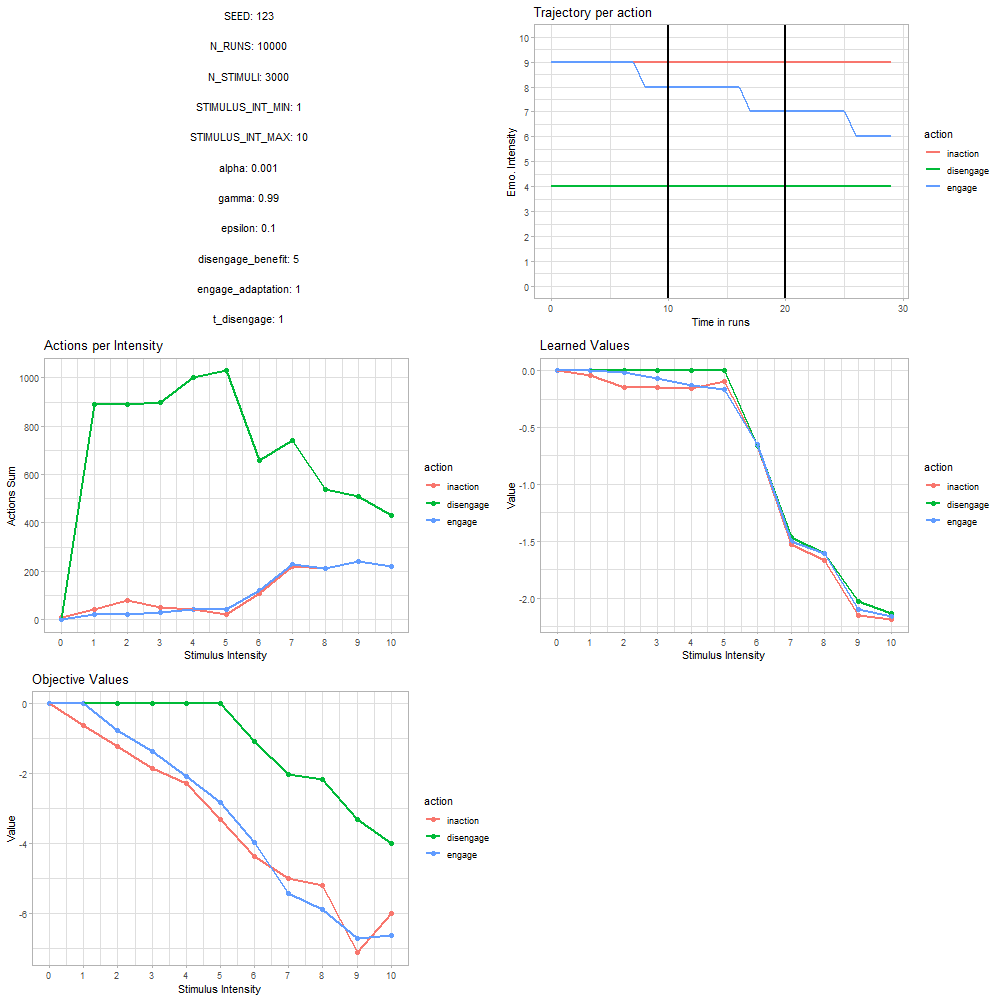 SEED: 123
N_RUNS: 10000
N_STIMULI: 3000
STIMULUS_INT_MIN: 1
STIMULUS_INT_MAX: 10
alpha: 0.001
gamma: 0.99
epsilon: 0.1
disengage_benefit: 5
engage_adaptation: 1
t_disengage: 1
Trajectory per action
Emo. Intensity
10
9
8
7
6
5
4
3
2
1
0
0 10 20 30
Time in runs
action
inaction
disengage
engage
Actions per Intensity
Actions Sum
1000
800
600
400
200
0
0 1 2 3 4 5 6 7 8 9 10
Stimulus Intensity
action
inaction
disengage
engage
Learned Values
Value
0.0
-0.5
-1.0
-1.5
-2.0
0 1 2 3 4 5 6 7 8 9 10
Stimulus Intensity
action
inaction
disengage
engage
Objective Values
Value
0
-2
-4
-6
0 1 2 3 4 5 6 7 8 9 10
Stimulus Intensity
action
inaction
disengage
engage